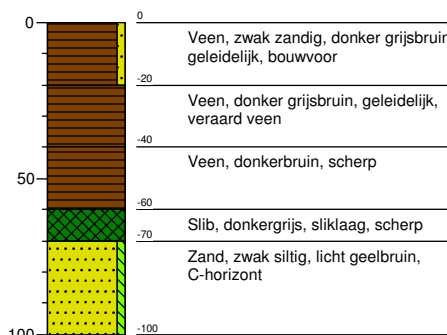 0
0
Veen, zwak zandig, donker grijsbruin
geleidelijk, bouwvoor
-20
Veen, donker grijsbruin, geleidelijk,
veraard veen
-40
Veen, donkerbruin, scherp
50
-60
Slib, donkergrijs, sliklaag, scherp
-70
Zand, zwak siltig, licht geelbruin,
C-horizont
100
-100